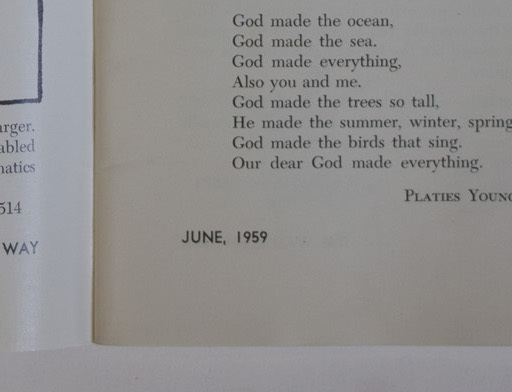 arger.
abled
natics
514
WAY
God made the ocean,
God made the sea.
God made everything,
Also you and me.
God made the trees so tall,
He made the summer, winter, spring
God made the birds that sing.
Our dear God made everything.
PLATIES YOUNG
JUNE, 1959